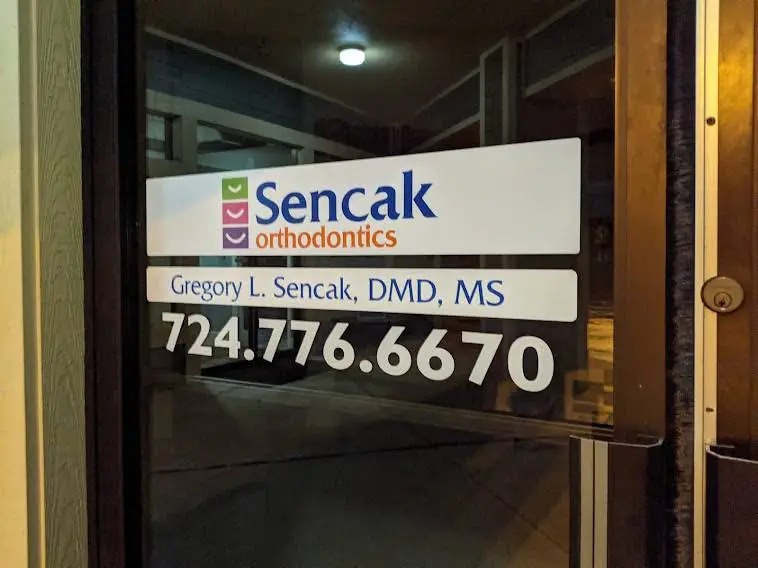 Sencak
orthodontics
Gregory L. Sencak, DMD, MS
724.776.6670